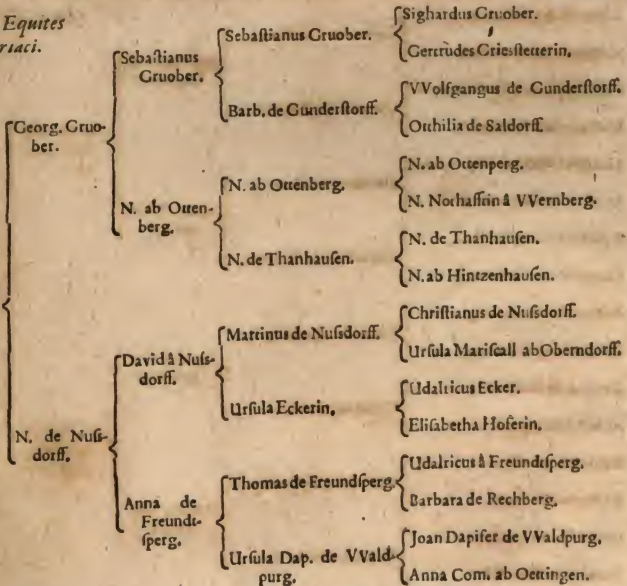 Equites
riaci.
Georg. Gruo-
ber.
N. de Nuſſ-
dorff.
Sebaſtianus
Gruober.
N. ab Otten-
berg.
David â Nuſs-
dorff.
Anna de
Freundt-
ſperg.
Sebaſtianus Gruober.
Barb. de Gunderſtorff.
N. ab Ottenberg.
N. de Thanhauſen.
Martinus de Nuſsdorff.
Urſula Eckerin.
Thomas de Freundtſperg.
Urſula Dap. de VVald-
purg.
Sighardus Gruober.
Gertrudes Griesſtetterin.
VVolfgangus de Gunderſtorff.
Otthilia de Saldorff.
N. ab Ottenperg.
N. Nothafftin â VVernberg.
N. de Thanhauſen.
N. ab Hintzenhauſen.
Chriſtianus de Nuſsdorff.
Urſula Mariſcall ab Oberndorff.
Udalricus Ecker.
Eliſabetha Hoferin.
Udalricus â Freundtſperg.
Barbara de Rechberg.
Joan Dapifer de VValdpurg.
Anna Com. ab Oettingen.